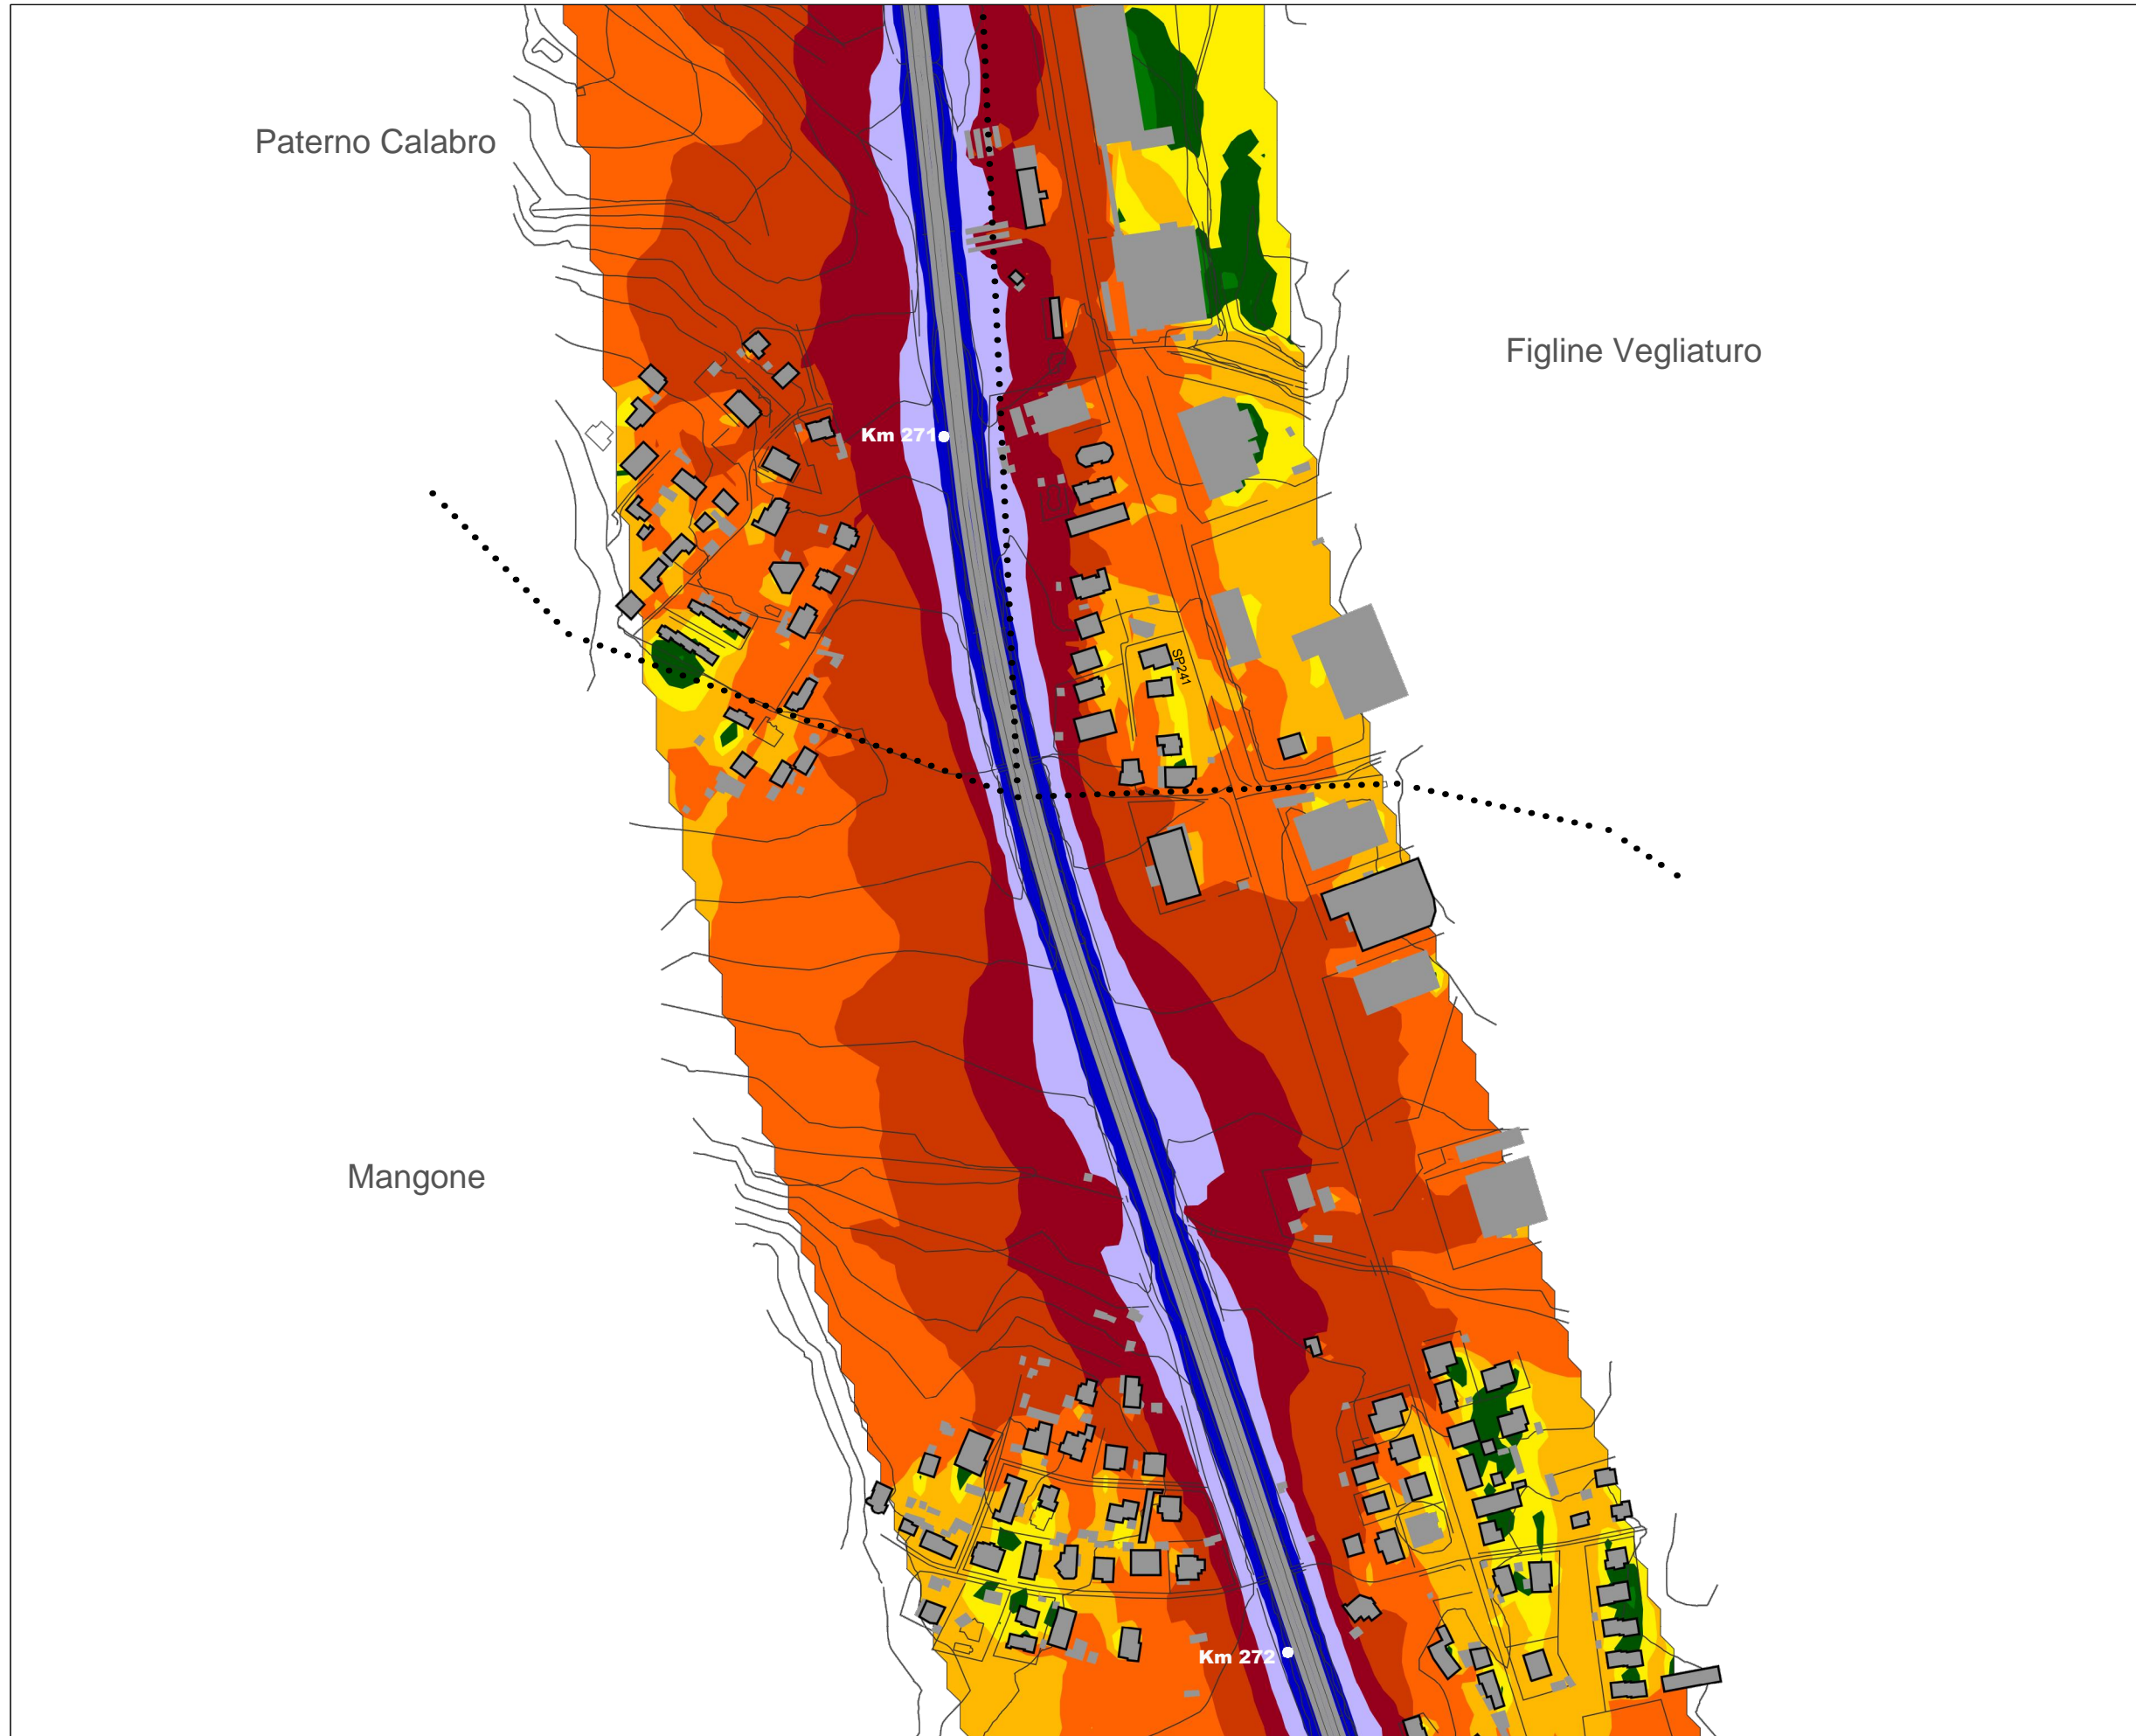 Paterno Calabro
Figline Vegliaturo
Km 271
SP241
Mangone
Km 272